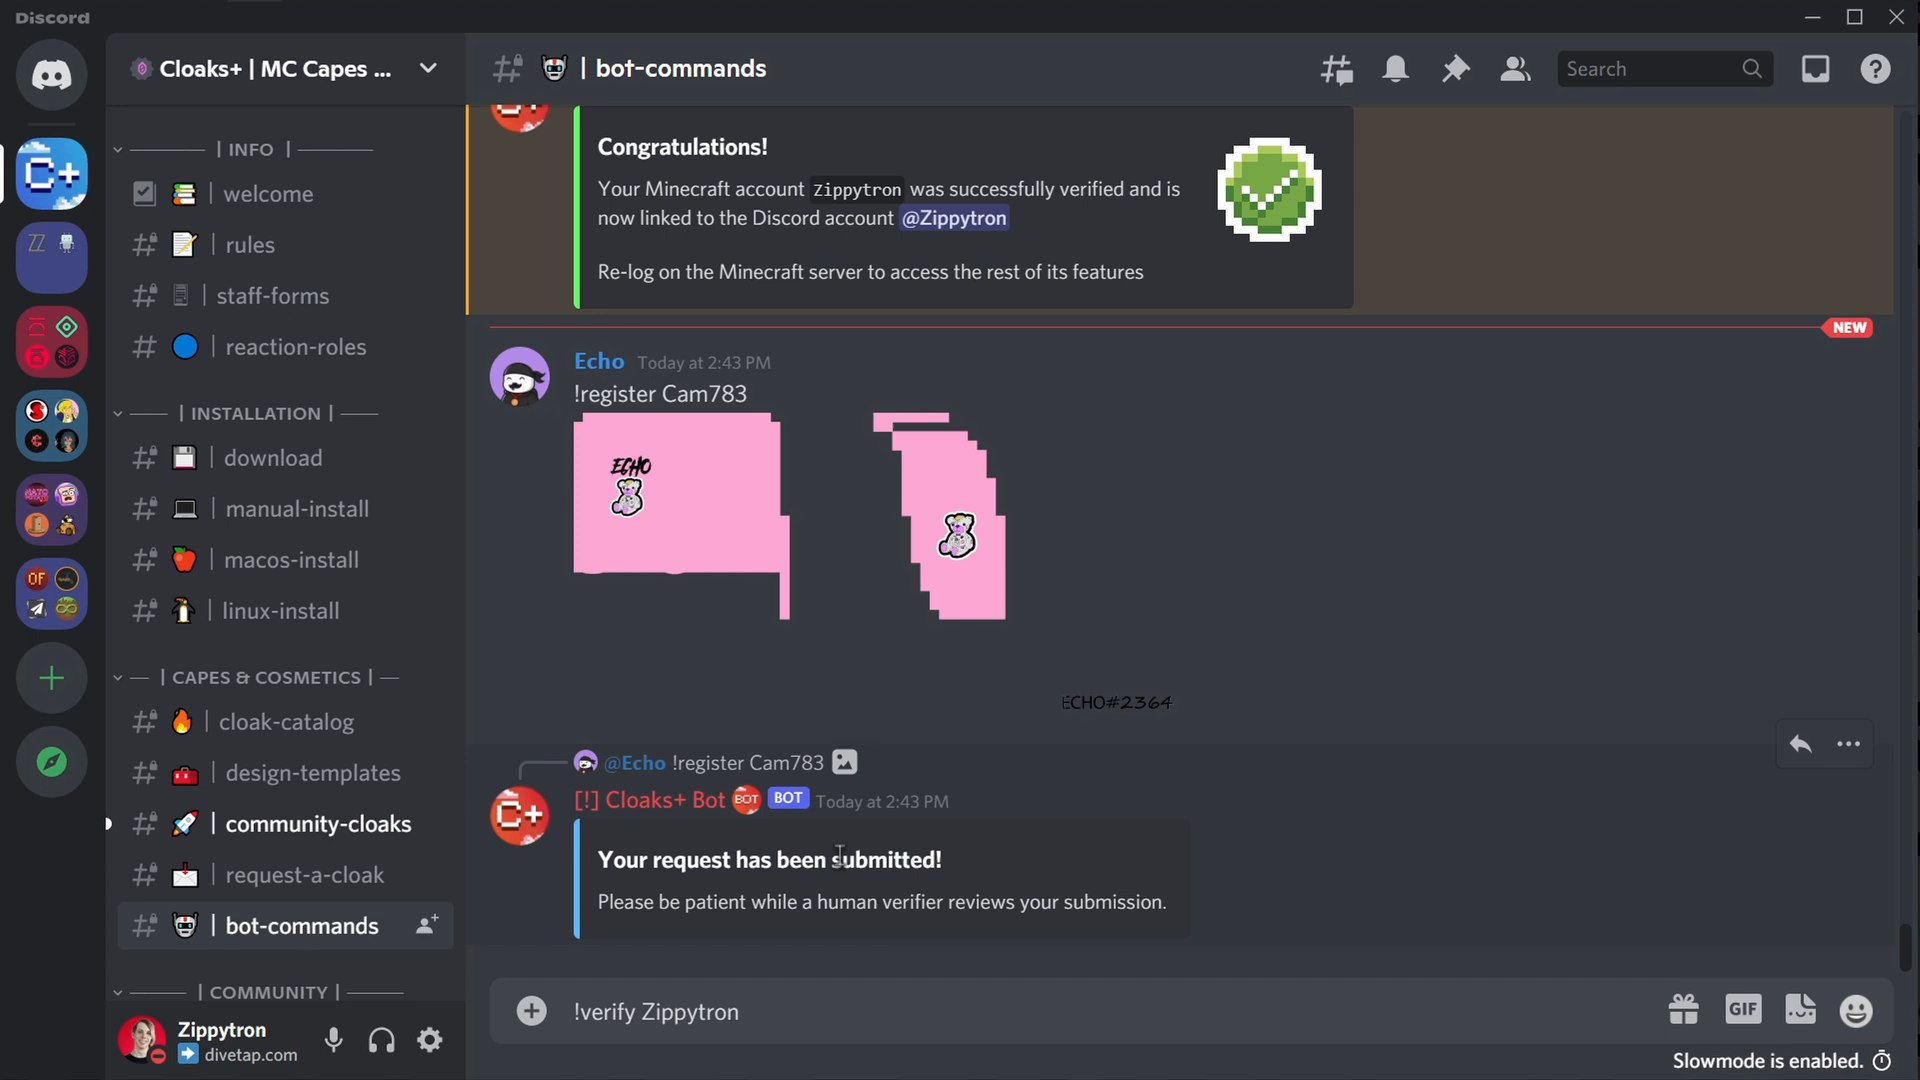 Discord
Cloaks+ | MC Capes ...
| INFO |
| welcome
| rules
| staff-forms
| reaction-roles
| INSTALLATION |
| download
| manual-install
| macos-install
| linux-install
| CAPES & COSMETICS |
| cloak-catalog
| design-templates
| community-cloaks
| request-a-cloak
| bot-commands
| COMMUNITY |
Zippytron
divetap.com
| bot-commands
Search
C+
Congratulations!
Your Minecraft account Zippytron was successfully verified and is
now linked to the Discord account @Zippytron
Re-log on the Minecraft server to access the rest of its features
NEW
Echo Today at 2:43 PM
!register Cam783
ECHO
ECHO#2364
@Echo !register Cam783
C+
[!] Cloaks+ Bot BOT BOT Today at 2:43 PM
Your request has been submitted!
Please be patient while a human verifier reviews your submission.
!verify Zippytron
GIF
Slowmode is enabled.